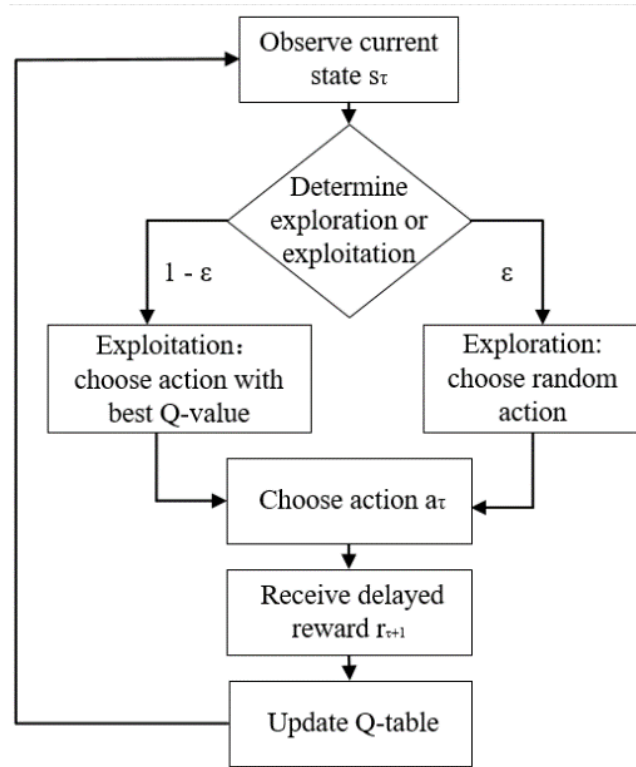 Observe current
state sτ
Determine
exploration or
exploitation
1 - ε
ε
Exploitation：
choose action with
best Q-value
Exploration:
choose random
action
Choose action aτ
Receive delayed
reward rτ+1
Update Q-table